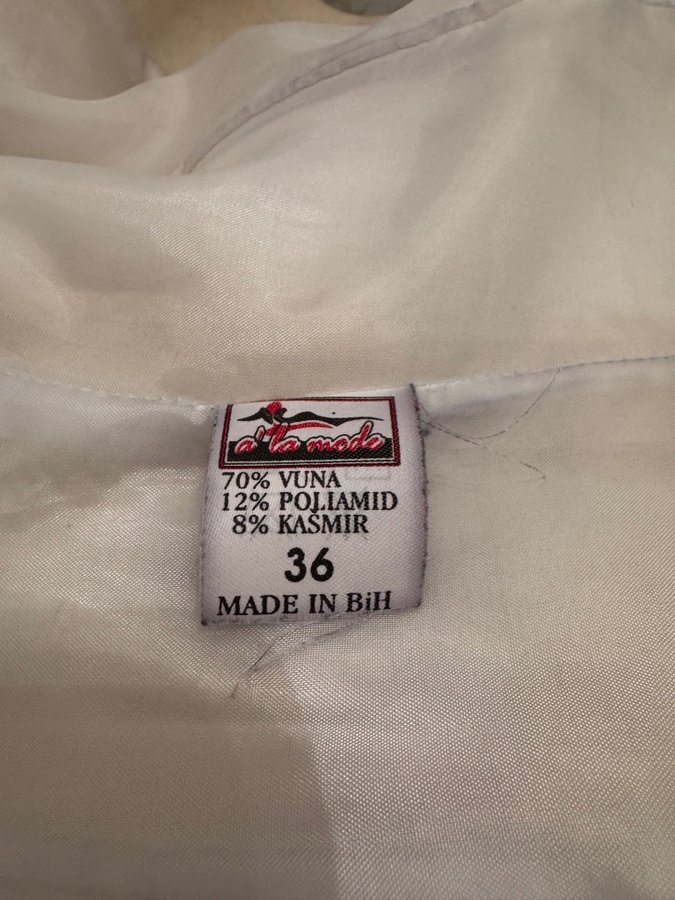 a' la mode
70% VUNA
12% POLIAMID
8% KAŠMIR
36
MADE IN BiH